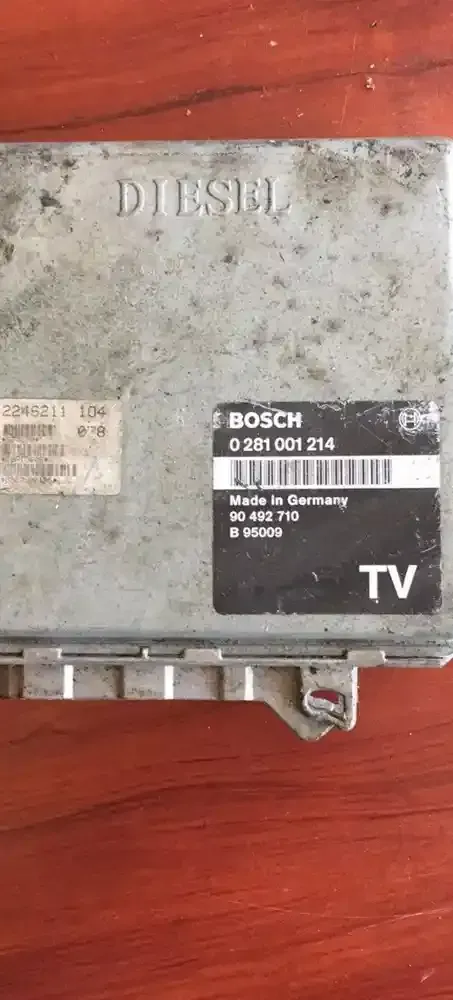 DIESEL
2246211 104
078
BOSCH
0 281 001 214
Made in Germany
90 492 710
B 95009
TV